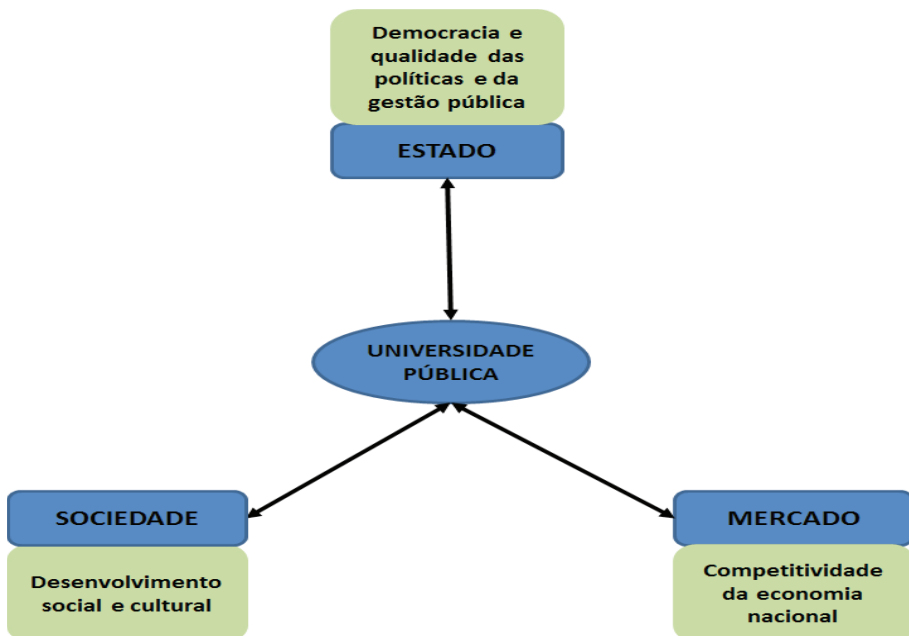 Democracia e
qualidade das
políticas e da
gestão pública
ESTADO
UNIVERSIDADE
PÚBLICA
SOCIEDADE
Desenvolvimento
social e cultural
MERCADO
Competitividade
da economia
nacional